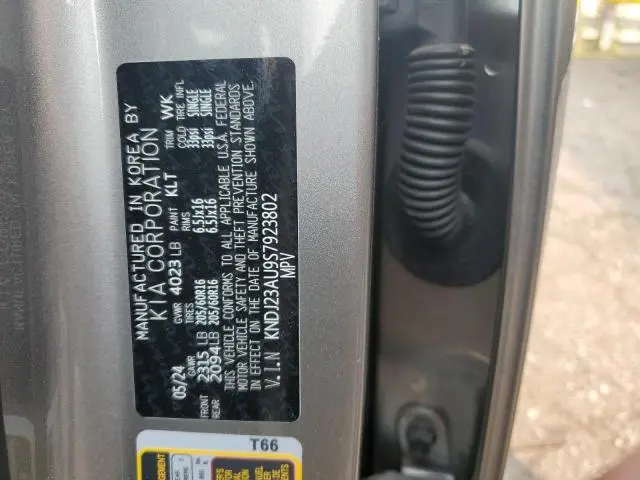 MANUFACTURED IN KOREA BY
KIA CORPORATION
05/24 GVWR 4023 LB PAINT KLT TRIM WK
GAWR TIRES RIMS COLD TIRE INFL
FRONT 2315 LB 205/60R16 6.5Jx16 33psi SINGLE
REAR 2094 LB 205/60R16 6.5Jx16 33psi SINGLE
THIS VEHICLE CONFORMS TO ALL APPLICABLE U.S.A. FEDERAL
MOTOR VEHICLE SAFETY AND THEFT PREVENTION STANDARDS
IN EFFECT ON THE DATE OF MANUFACTURE SHOWN ABOVE.
V.I.N KNDJ23AU9S7923802
MPV
T66